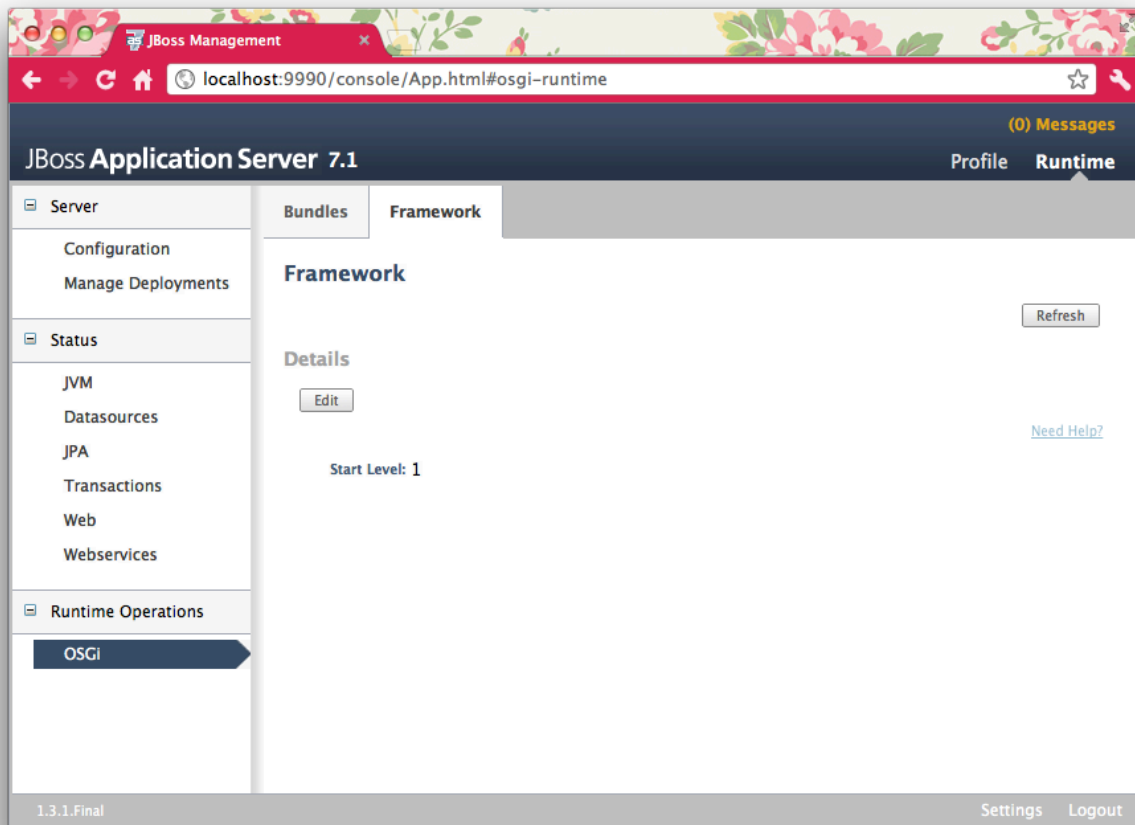 JBoss Management
localhost:9990/console/App.html#osgi-runtime
(0) Messages
JBoss Application Server 7.1
Profile Runtime
Server
Configuration
Manage Deployments
Status
JVM
Datasources
JPA
Transactions
Web
Webservices
Runtime Operations
OSGi
Bundles Framework
Framework
Refresh
Details
Edit
Need Help?
Start Level: 1
1.3.1.Final
Settings Logout